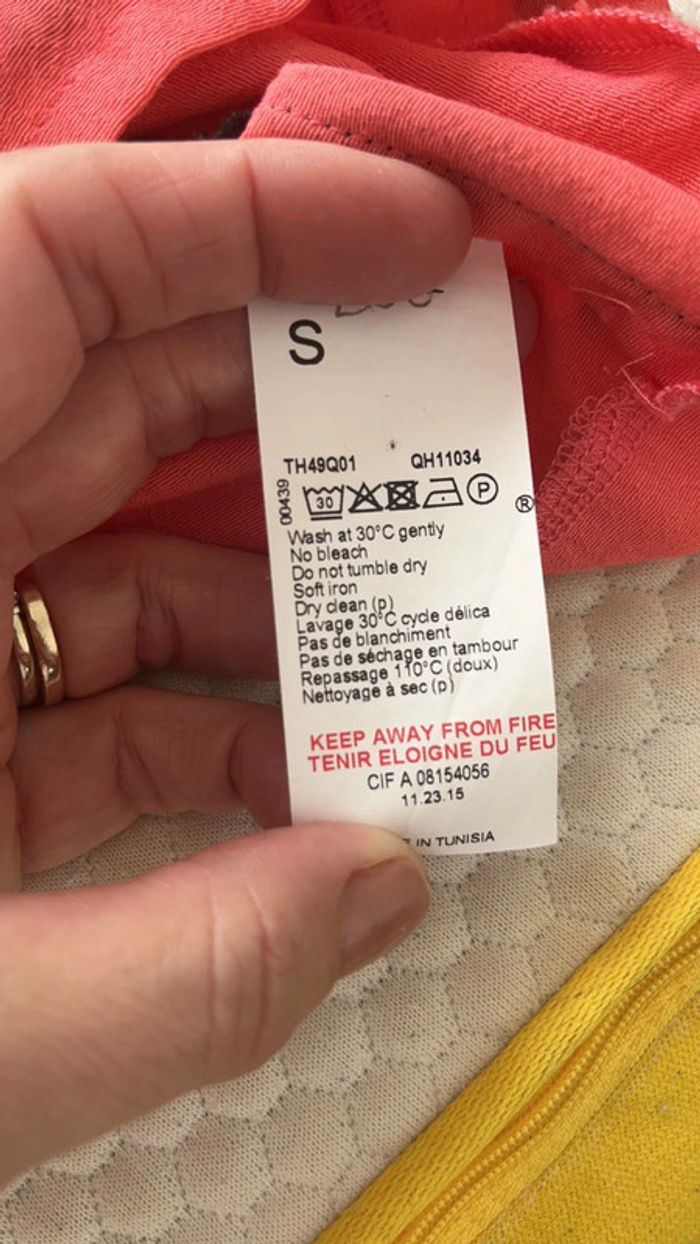 S
TH49Q01 QH11034
00439
30 P ®
Wash at 30°C gently
No bleach
Do not tumble dry
Soft iron
Dry clean (p)
Lavage 30°C cycle délica
Pas de blanchiment
Pas de séchage en tambour
Repassage 110°C (doux)
Nettoyage à sec (p)
KEEP AWAY FROM FIRE
TENIR ELOIGNE DU FEU
CIF A 08154056
11.23.15
IN TUNISIA